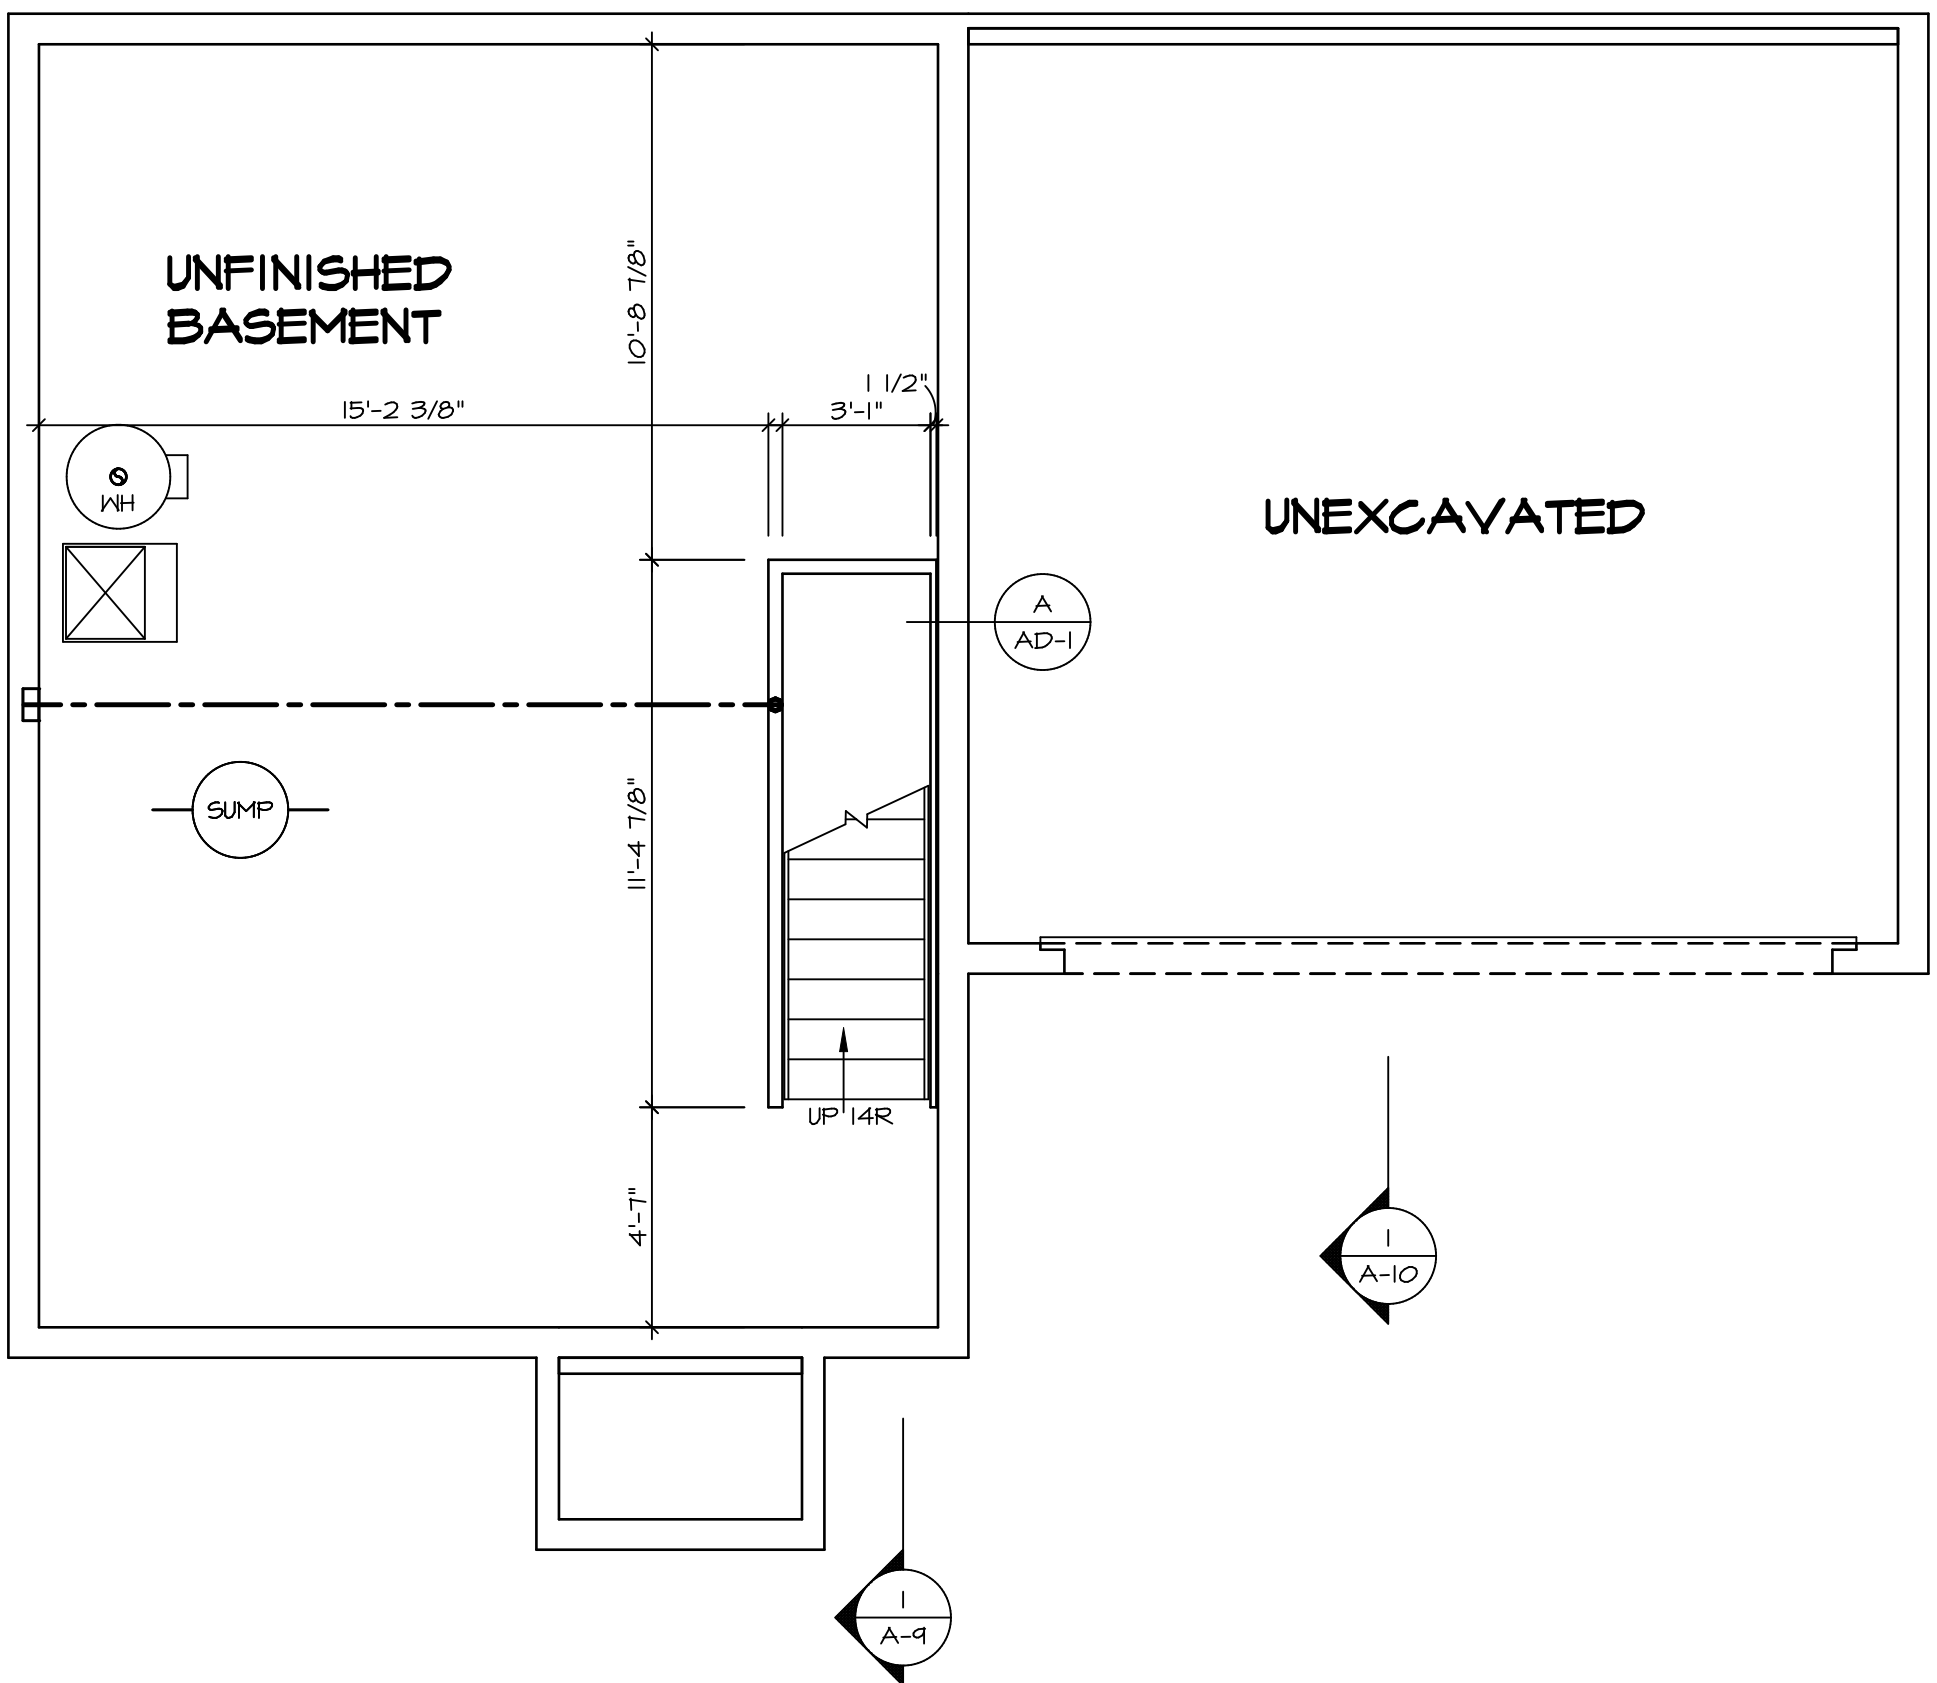 UNFINISHED
BASEMENT
10'-8 7/8"
1 1/2"
15'-2 3/8"
3'-1"
WH
UNEXCAVATED
A
AD-1
SUMP
11'-4 7/8"
UP 14R
4'-7"
1
A-10
1
A-9